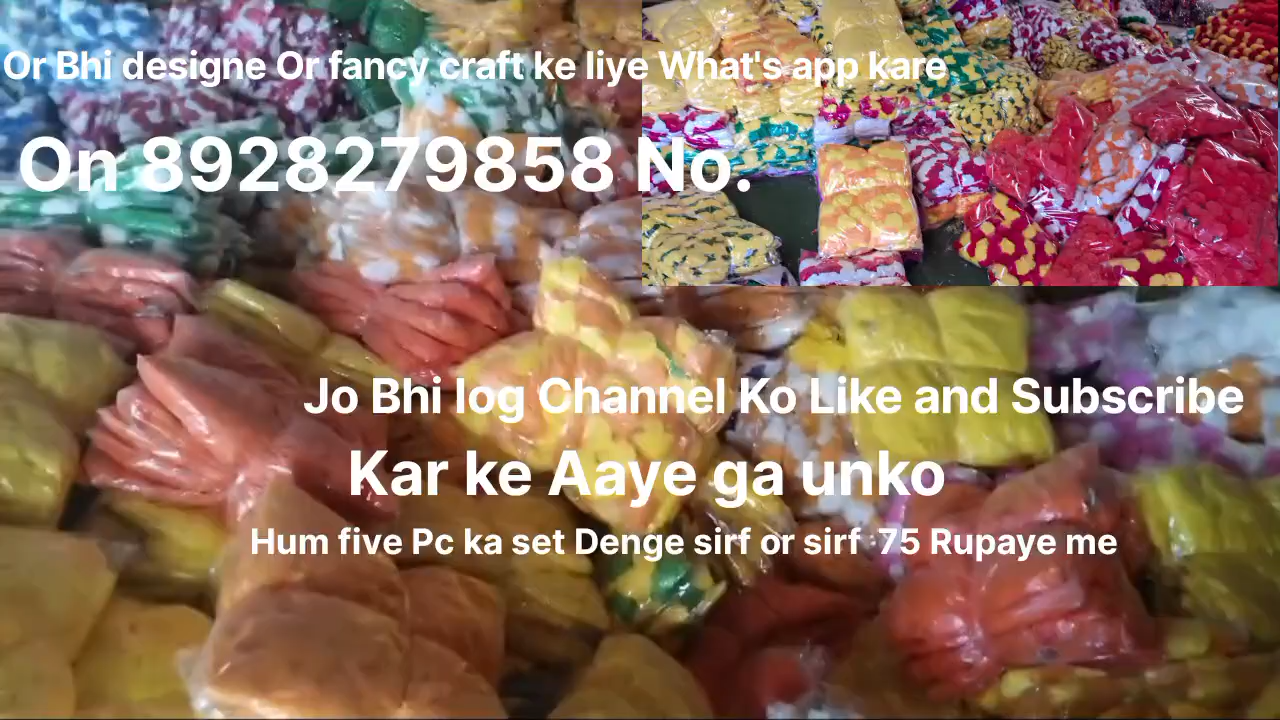 Or Bhi designe Or fancy craft ke liye What's app kare
On 8928279858 No.
Jo Bhi log Channel Ko Like and Subscribe
Kar ke Aaye ga unko
Hum five Pc ka set Denge sirf or sirf 75 Rupaye me